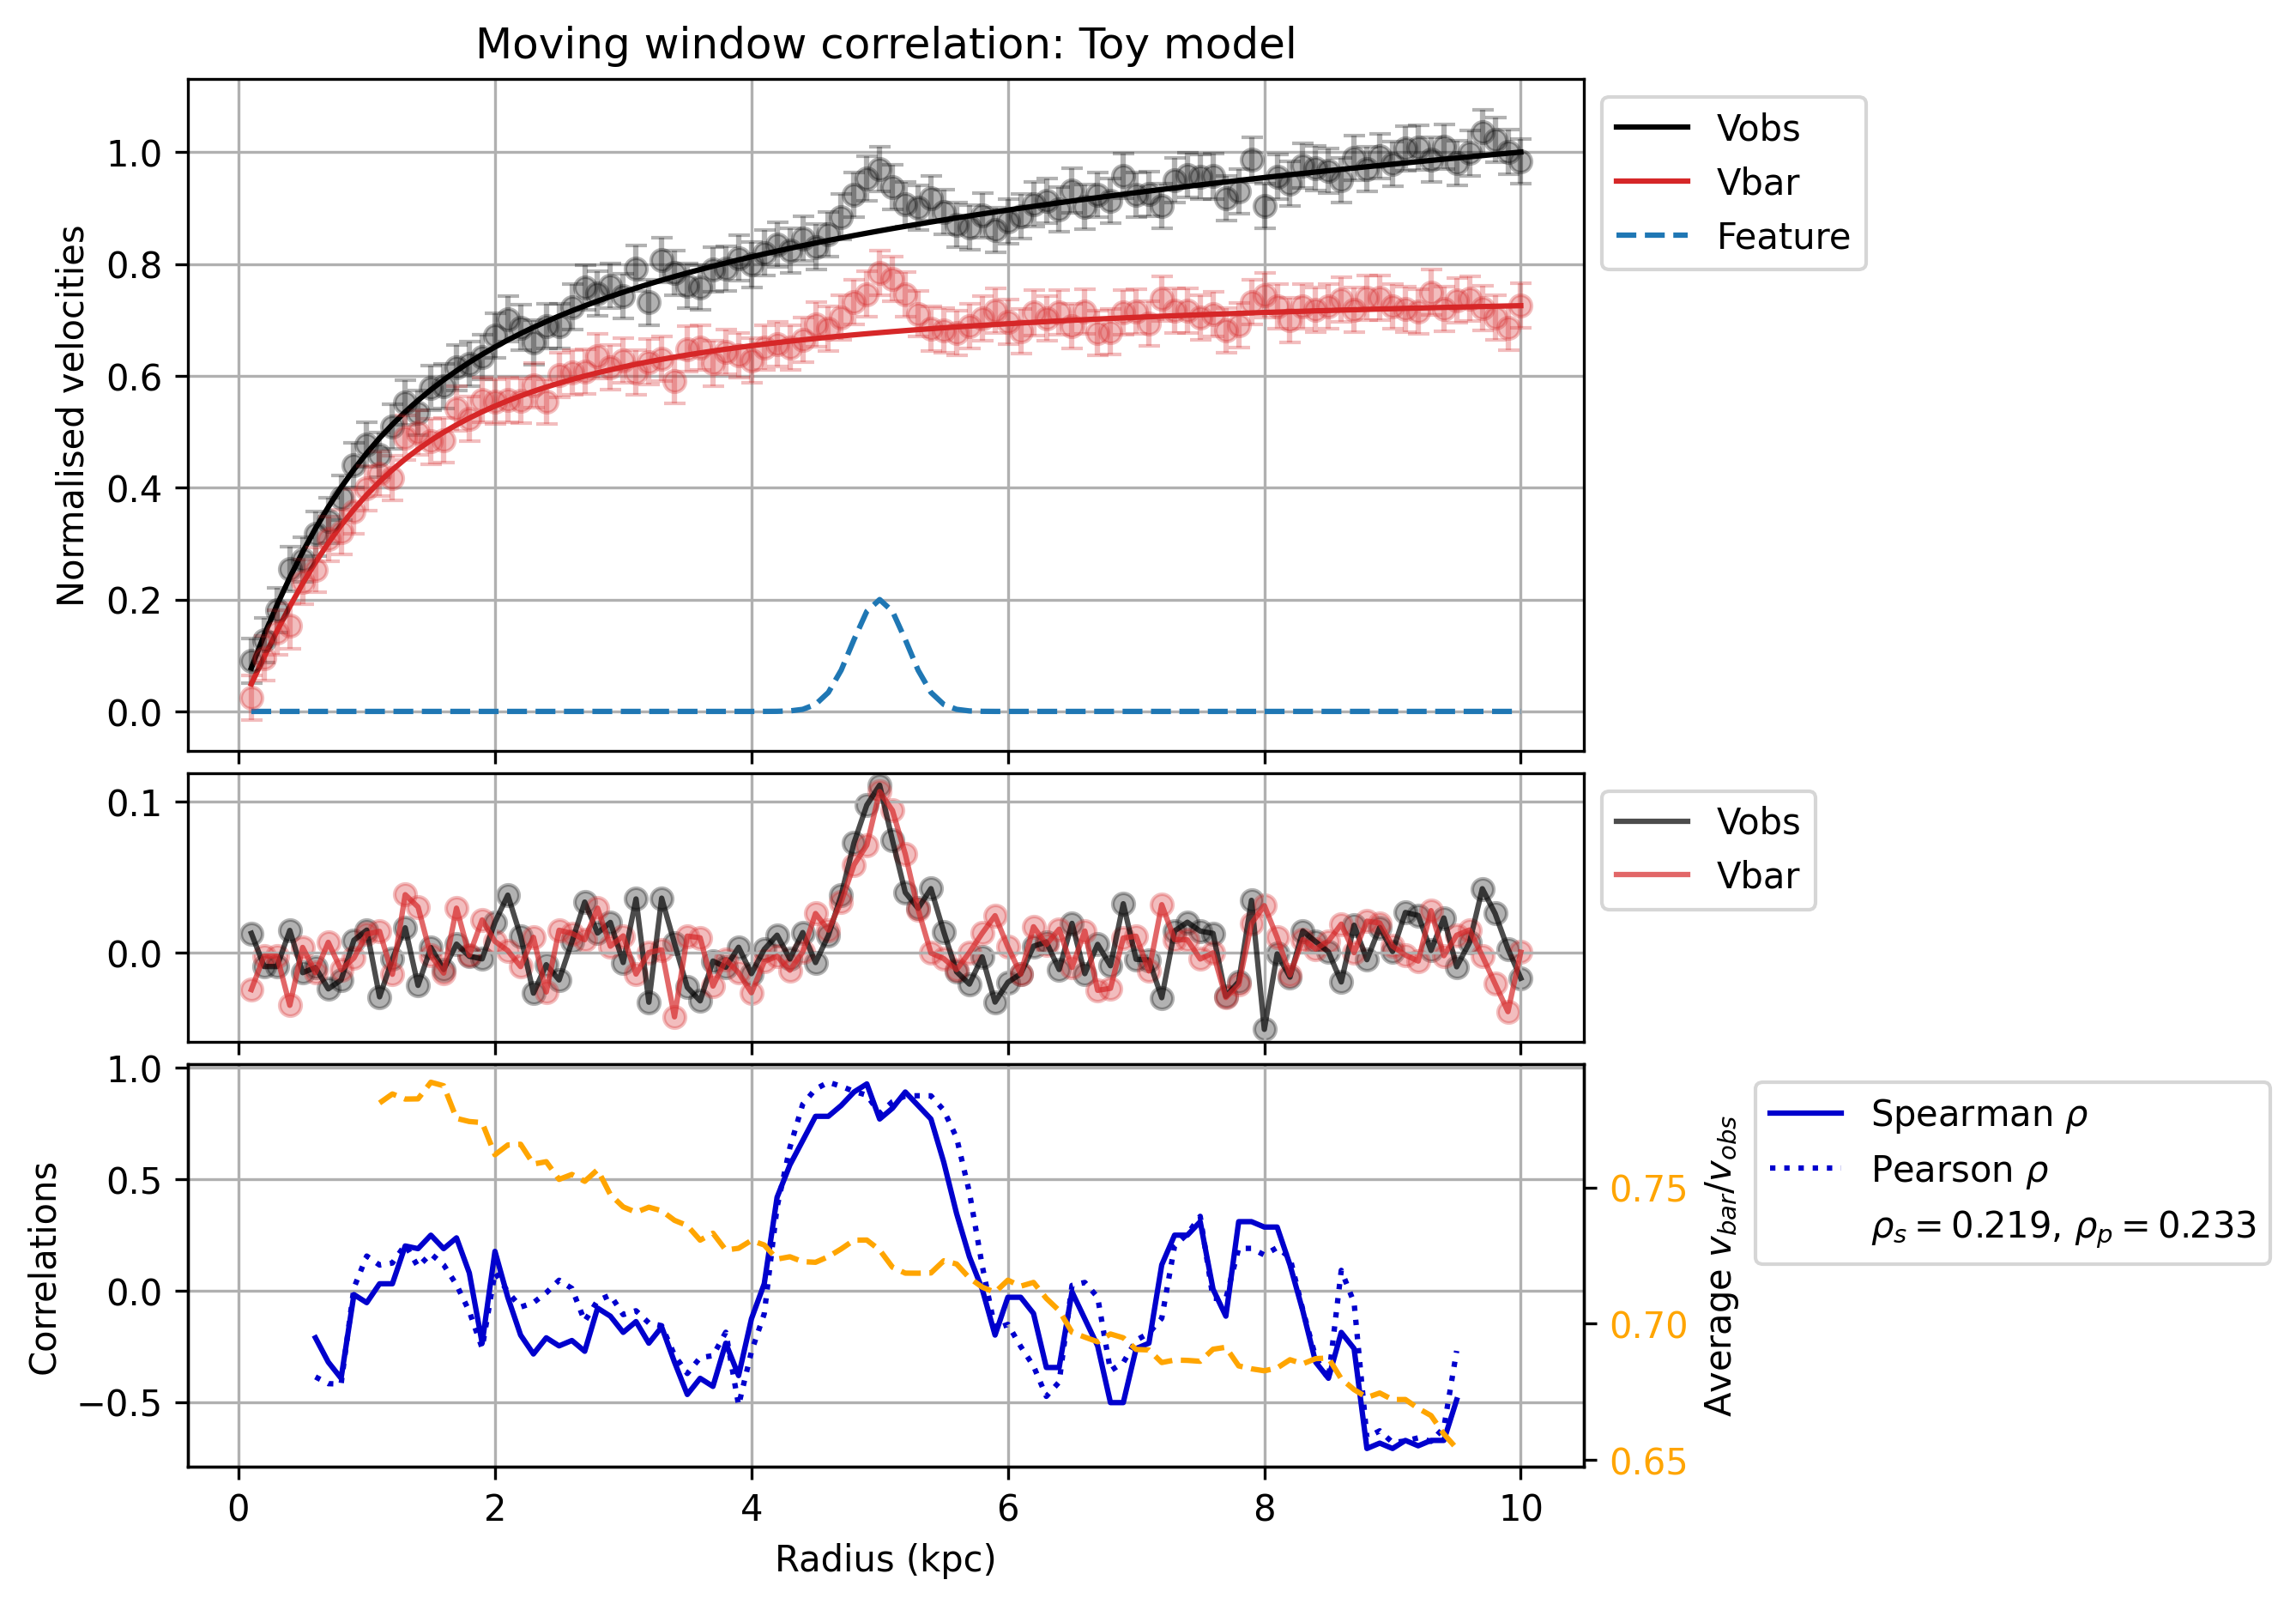 Moving window correlation: Toy model
Normalised velocities
1.0
0.8
0.6
0.4
0.2
0.0
Vobs
Vbar
Feature
0.1
0.0
Vobs
Vbar
Correlations
1.0
0.5
0.0
−0.5
0.75
0.70
0.65
Average v_bar/v_obs
Spearman ρ
Pearson ρ
ρ_s = 0.219, ρ_p = 0.233
0 2 4 6 8 10
Radius (kpc)